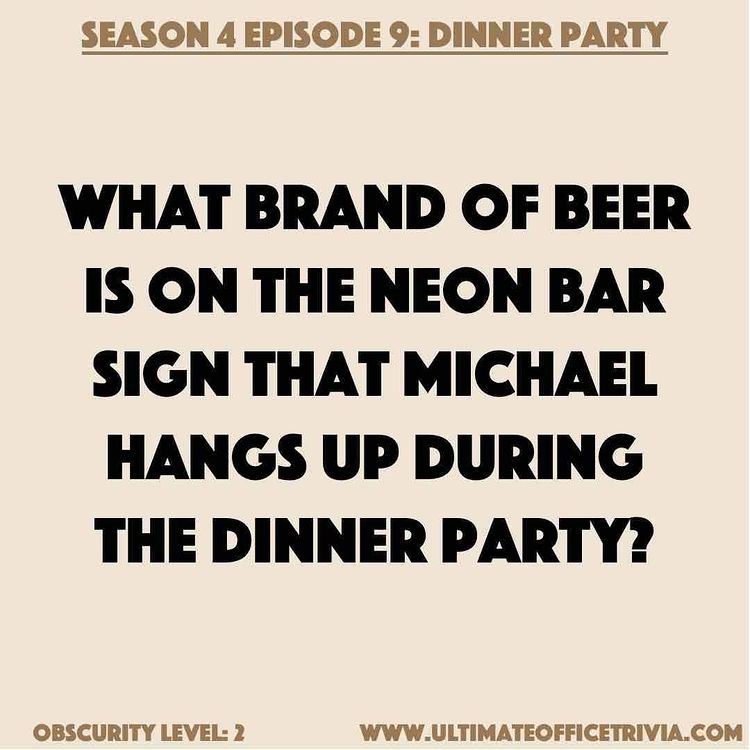 SEASON 4 EPISODE 9: DINNER PARTY
WHAT BRAND OF BEER
IS ON THE NEON BAR
SIGN THAT MICHAEL
HANGS UP DURING
THE DINNER PARTY?
OBSCURITY LEVEL: 2
WWW.ULTIMATEOFFICETRIVIA.COM